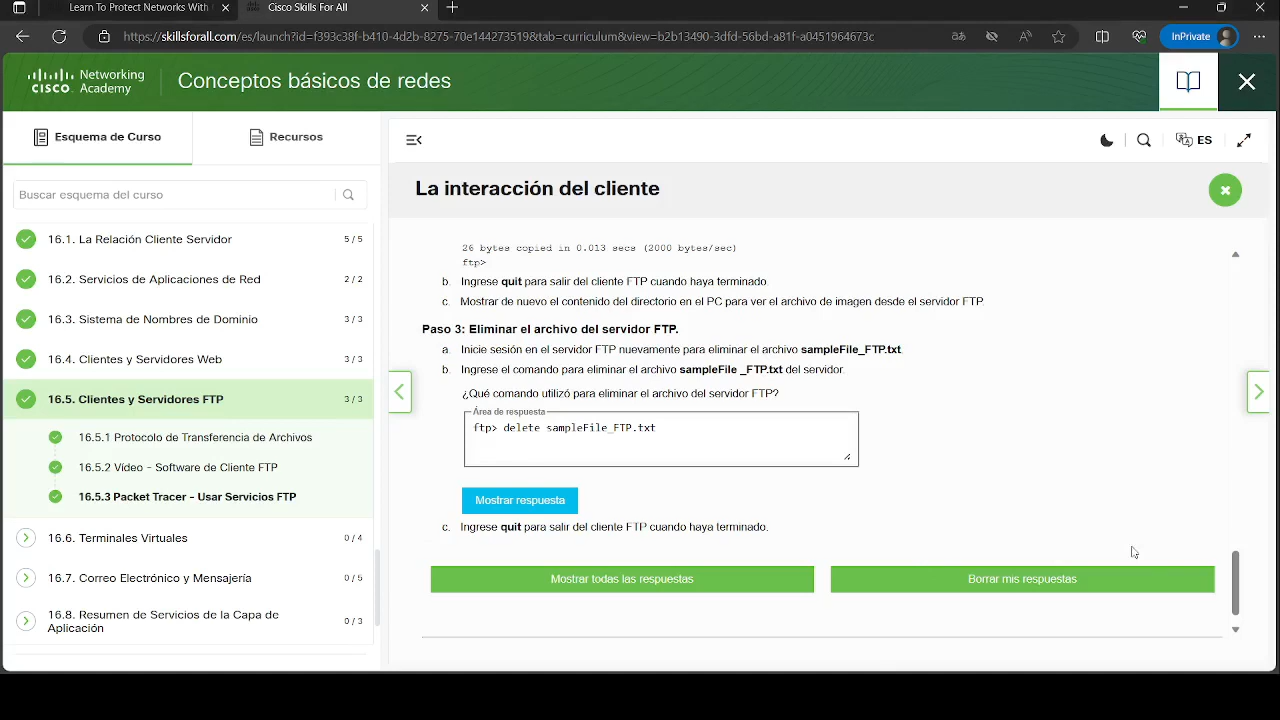 Learn To Protect Networks With
Cisco Skills For All
https://skillsforall.com/es/launch?id=f393c38f-b410-4d2b-8275-70e144273519&tab=curriculum&view=b2b13490-3dfd-56bd-a81f-a0451964673c
InPrivate
Networking
CISCO Academy
Conceptos básicos de redes
Esquema de Curso
Recursos
ES
Buscar esquema del curso
La interacción del cliente
16.1. La Relación Cliente Servidor 5 / 5
16.2. Servicios de Aplicaciones de Red 2 / 2
16.3. Sistema de Nombres de Dominio 3 / 3
16.4. Clientes y Servidores Web 3 / 3
16.5. Clientes y Servidores FTP 3 / 3
16.5.1 Protocolo de Transferencia de Archivos
16.5.2 Vídeo - Software de Cliente FTP
16.5.3 Packet Tracer - Usar Servicios FTP
16.6. Terminales Virtuales 0 / 4
16.7. Correo Electrónico y Mensajería 0 / 5
16.8. Resumen de Servicios de la Capa de
Aplicación 0 / 3
26 bytes copied in 0.013 secs (2000 bytes/sec)
ftp>
b. Ingrese quit para salir del cliente FTP cuando haya terminado.
c. Mostrar de nuevo el contenido del directorio en el PC para ver el archivo de imagen desde el servidor FTP.
Paso 3: Eliminar el archivo del servidor FTP.
a. Inicie sesión en el servidor FTP nuevamente para eliminar el archivo sampleFile_FTP.txt.
b. Ingrese el comando para eliminar el archivo sampleFile _FTP.txt del servidor.
¿Qué comando utilizó para eliminar el archivo del servidor FTP?
Área de respuesta
ftp> delete sampleFile_FTP.txt
Mostrar respuesta
c. Ingrese quit para salir del cliente FTP cuando haya terminado.
Mostrar todas las respuestas
Borrar mis respuestas